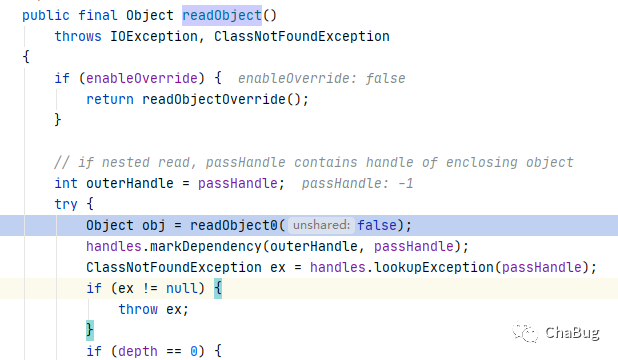 public final Object readObject()
    throws IOException, ClassNotFoundException
{
    if (enableOverride) {  enableOverride: false
        return readObjectOverride();
    }

    // if nested read, passHandle contains handle of enclosing object
    int outerHandle = passHandle;  passHandle: -1
    try {
        Object obj = readObject0( unshared: false);
        handles.markDependency(outerHandle, passHandle);
        ClassNotFoundException ex = handles.lookupException(passHandle);
        if (ex != null) {
            throw ex;
        }
        if (depth == 0) {
ChaBug